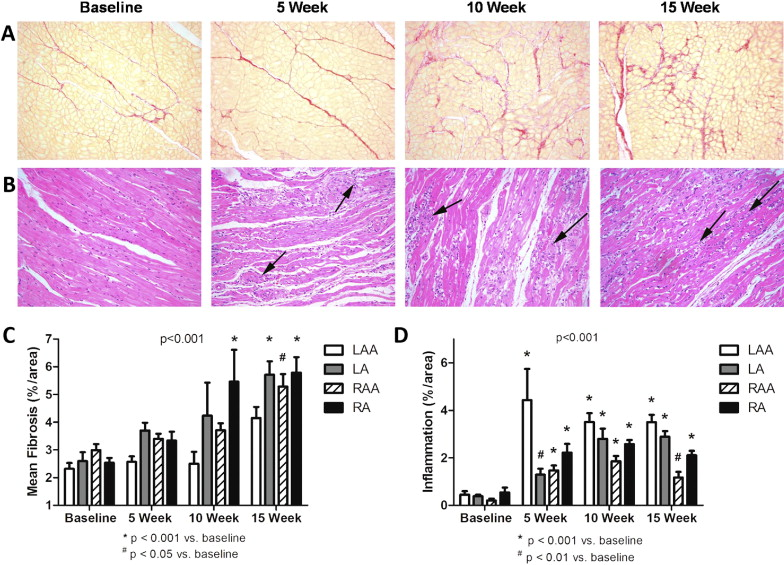 Baseline 5 Week 10 Week 15 Week
A
B
C
p<0.001
Mean Fibrosis (%/area)
7
6
5
4
3
2
1
*
* # *
LAA
LA
RAA
RA
Baseline 5 Week 10 Week 15 Week
* p < 0.001 vs. baseline
# p < 0.05 vs. baseline
D
p<0.001
Inflammation (%/area)
6
4
2
0
* # * *
* * * *
* * # *
LAA
LA
RAA
RA
Baseline 5 Week 10 Week 15 Week
* p < 0.001 vs. baseline
# p < 0.01 vs. baseline